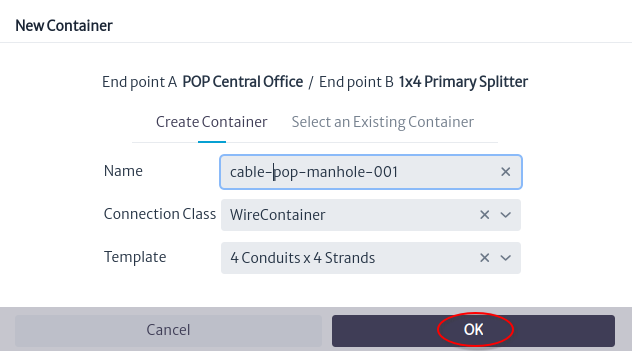 New Container
End point A POP Central Office / End point B 1x4 Primary Splitter
Create Container Select an Existing Container
Name cable-pop-manhole-001
Connection Class WireContainer
Template 4 Conduits x 4 Strands
Cancel OK